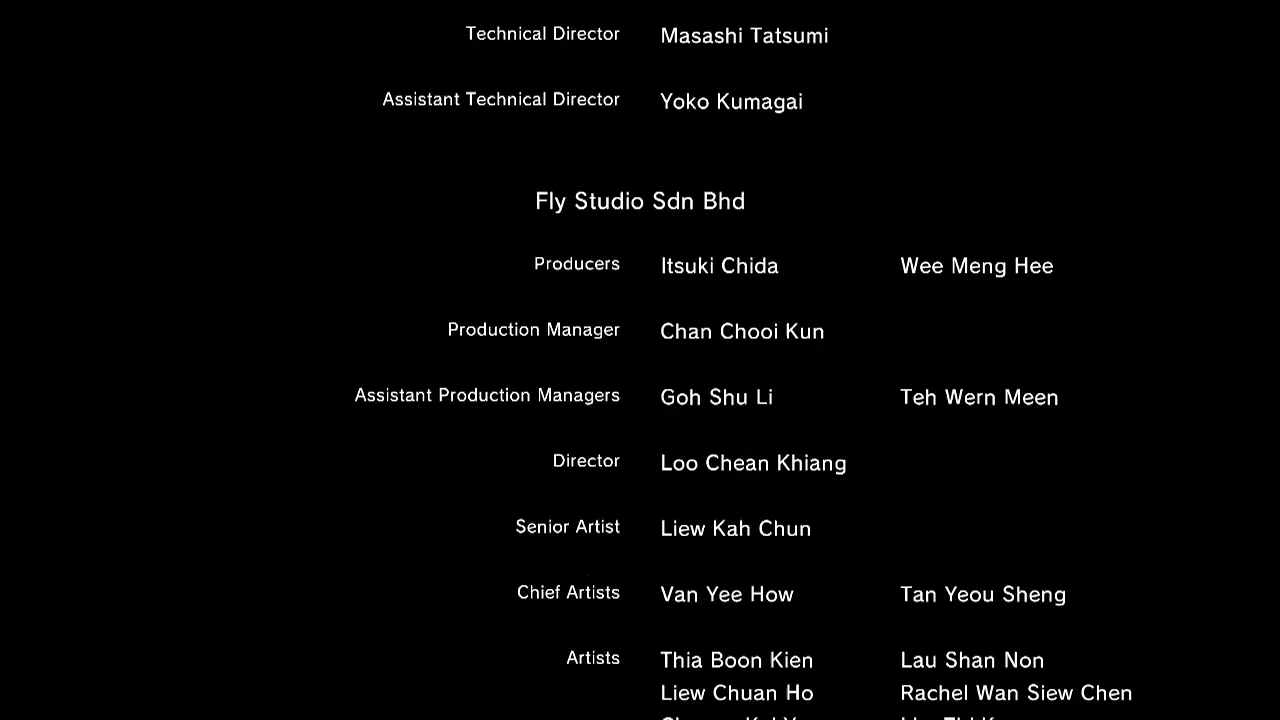 Technical Director Masashi Tatsumi
Assistant Technical Director Yoko Kumagai
Fly Studio Sdn Bhd
Producers Itsuki Chida Wee Meng Hee
Production Manager Chan Chooi Kun
Assistant Production Managers Goh Shu Li Teh Wern Meen
Director Loo Chean Khiang
Senior Artist Liew Kah Chun
Chief Artists Van Yee How Tan Yeou Sheng
Artists Thia Boon Kien Lau Shan Non
Liew Chuan Ho Rachel Wan Siew Chen